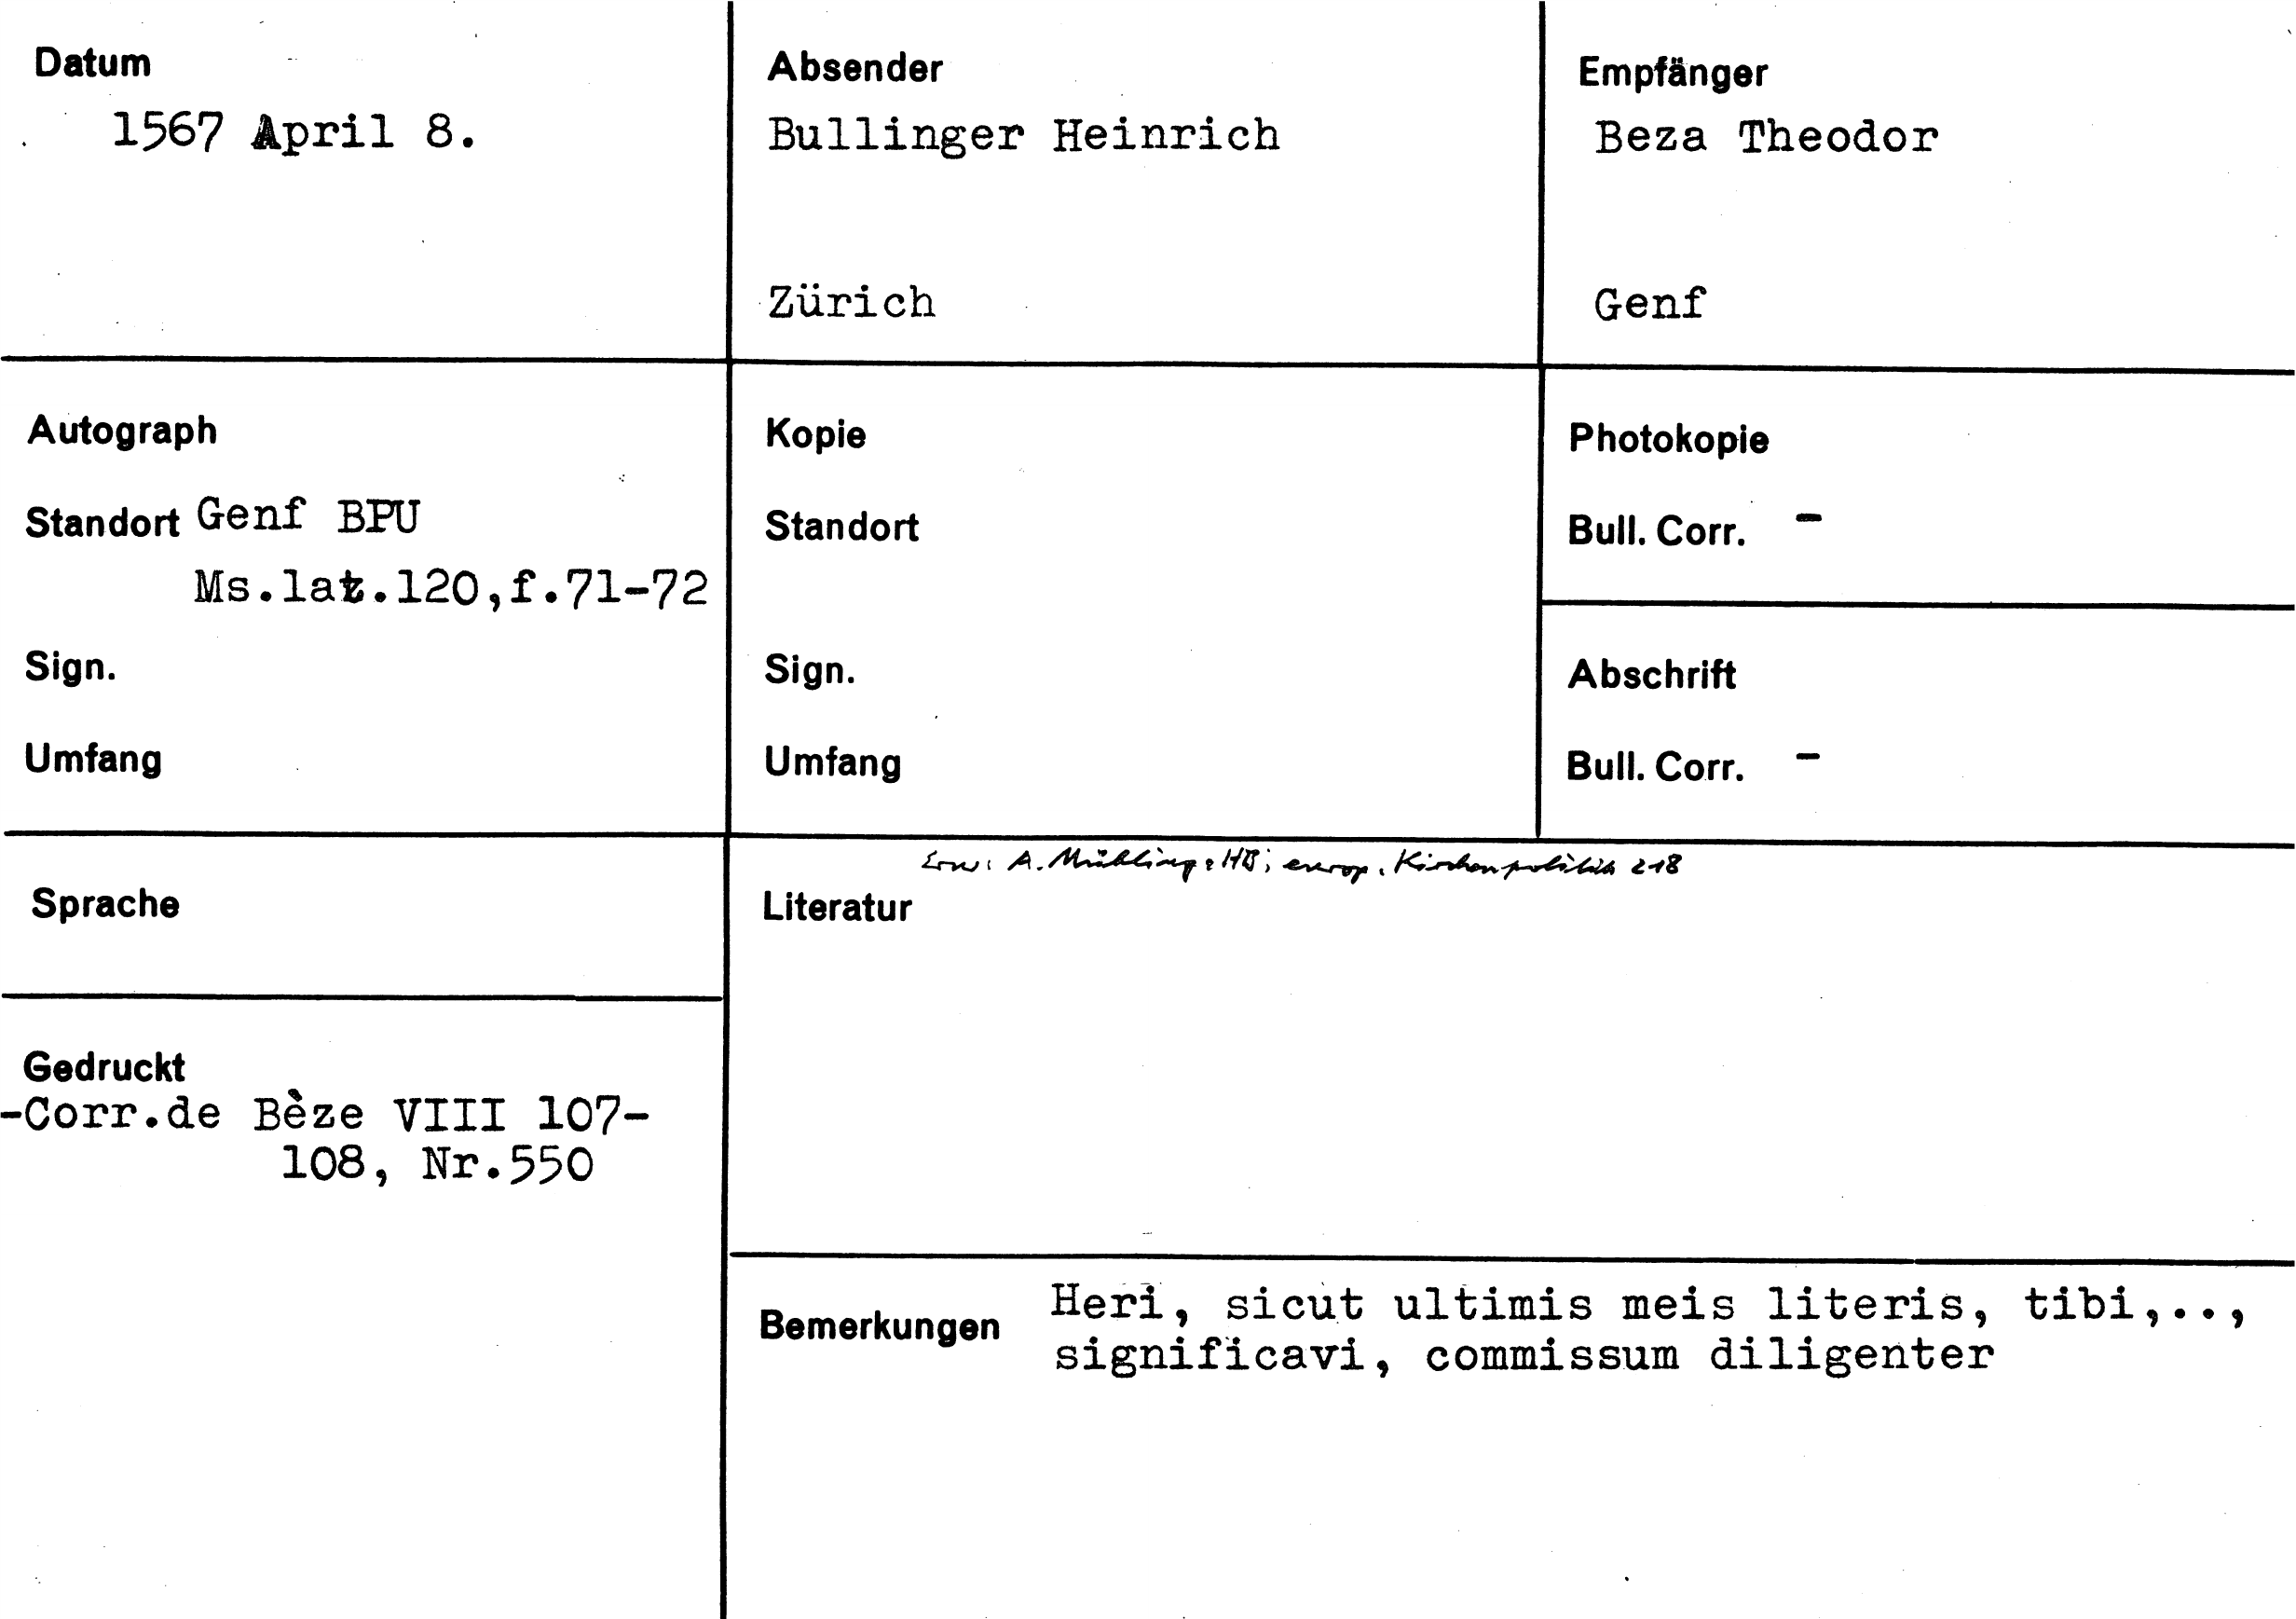 Datum
1567 April 8.
Absender
Bullinger Heinrich
Zürich
Empfänger
Beza Theodor
Genf
Autograph
Standort Genf BPU
Ms.lat.120,f.71-72
Sign.
Umfang
Kopie
Standort
Sign.
Umfang
Photokopie
Bull. Corr. -
Abschrift
Bull. Corr. -
Sprache
Erw: A. Mühling: HB; europ. Kirchenpolitik 218
Literatur
Gedruckt
-Corr.de Bèze VIII 107-
108, Nr.550
Bemerkungen Heri, sicut ultimis meis literis, tibi,..,
significavi, commissum diligenter